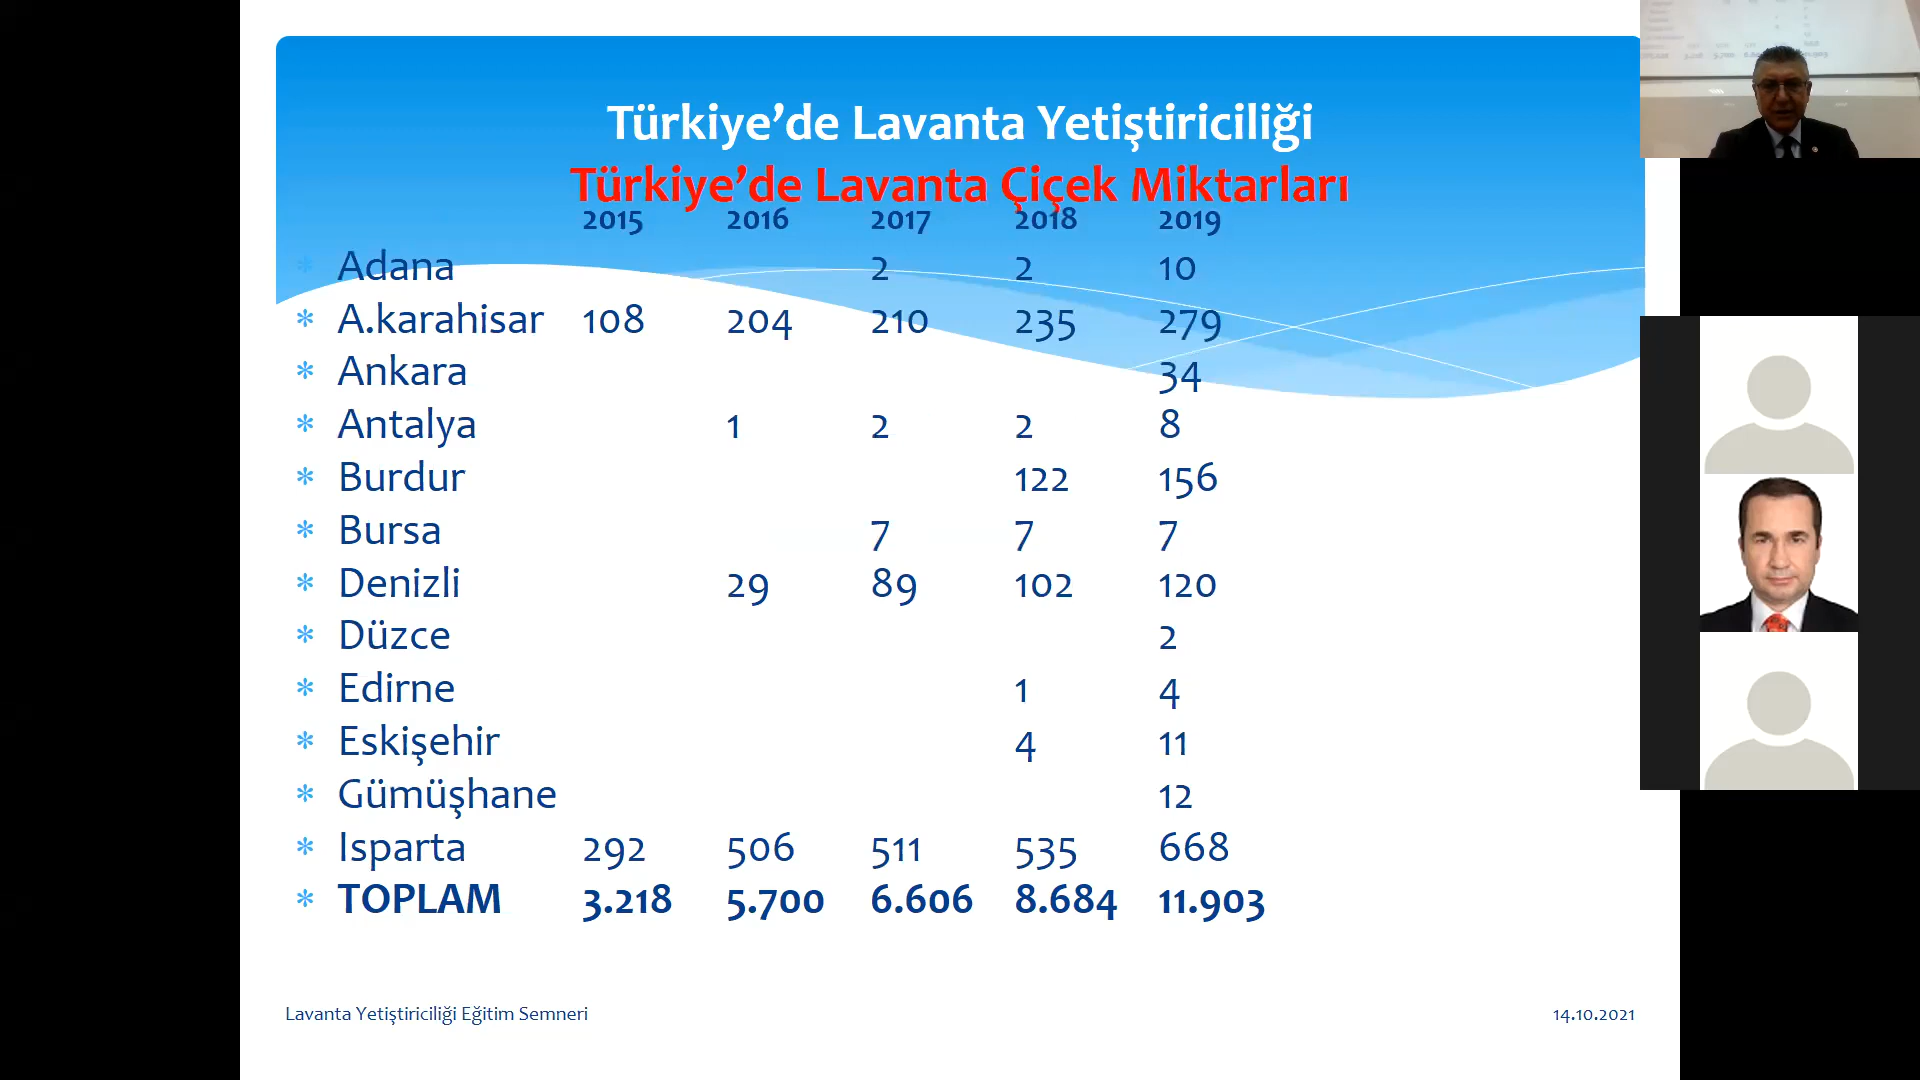 Türkiye’de Lavanta Yetiştiriciliği
Türkiye’de Lavanta Çiçek Miktarları
2015 2016 2017 2018 2019
* Adana 2 2 10
* A.karahisar 108 204 210 235 279
* Ankara 34
* Antalya 1 2 2 8
* Burdur 122 156
* Bursa 7 7 7
* Denizli 29 89 102 120
* Düzce 2
* Edirne 1 4
* Eskişehir 4 11
* Gümüşhane 12
* Isparta 292 506 511 535 668
* TOPLAM 3.218 5.700 6.606 8.684 11.903
Lavanta Yetiştiriciliği Eğitim Semneri 14.10.2021